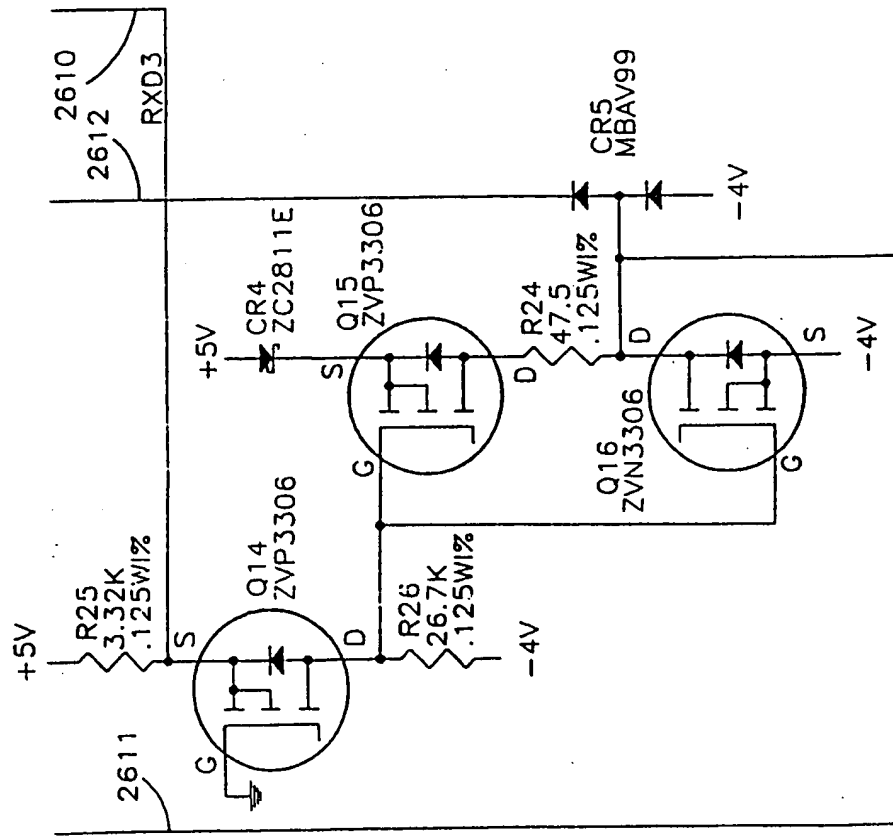 2610
2612
RXD3
+5V
CR4
ZC2811E
Q15
ZVP3306
S
G
D
R24
47.5
.125W1%
CR5
MBAV99
-4V
D
Q16
ZVN3306
G
S
-4V
+5V
R25
3.32K
.125W1%
S
Q14
ZVP3306
G
D
R26
26.7K
.125W1%
-4V
2611